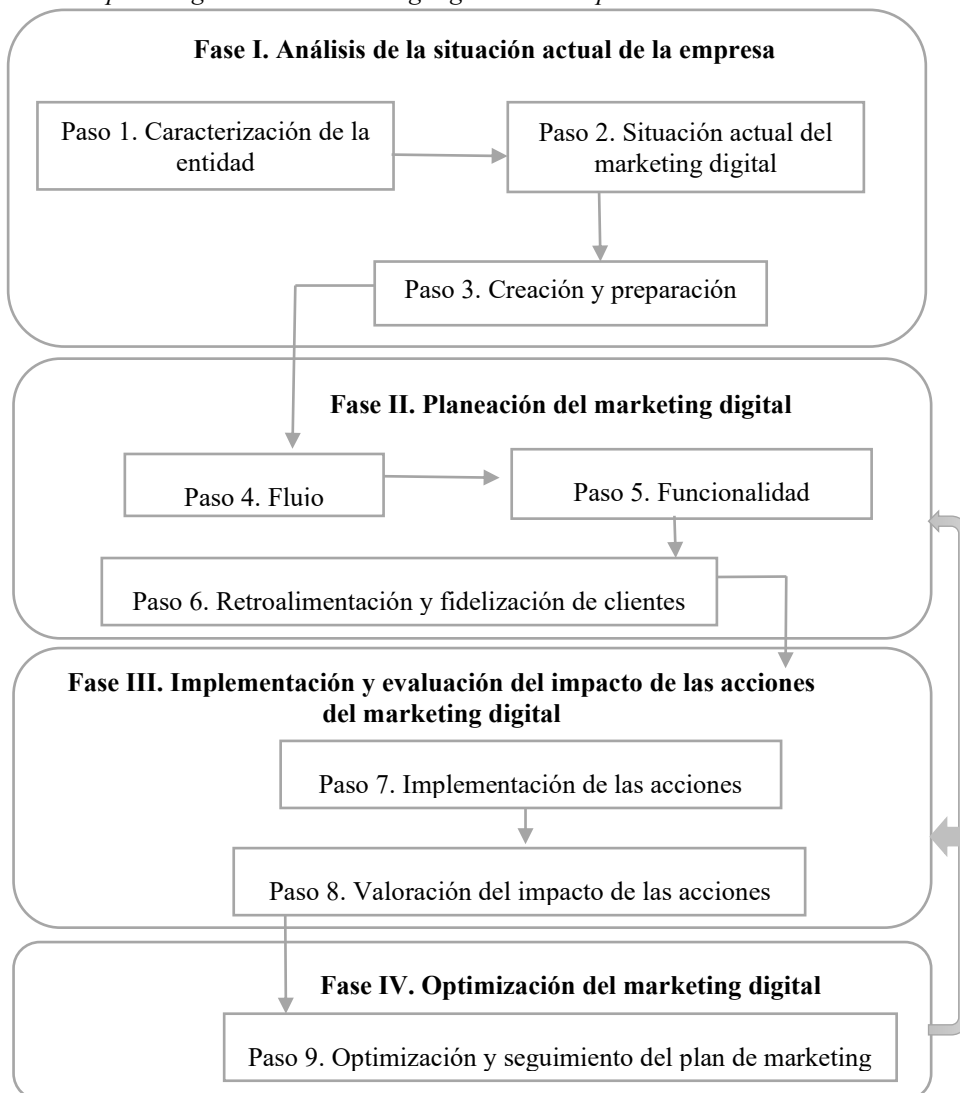 Fase I. Análisis de la situación actual de la empresa
Paso 1. Caracterización de la
entidad
Paso 2. Situación actual del
marketing digital
Paso 3. Creación y preparación
Fase II. Planeación del marketing digital
Paso 4. Flujo
Paso 5. Funcionalidad
Paso 6. Retroalimentación y fidelización de clientes
Fase III. Implementación y evaluación del impacto de las acciones
del marketing digital
Paso 7. Implementación de las acciones
Paso 8. Valoración del impacto de las acciones
Fase IV. Optimización del marketing digital
Paso 9. Optimización y seguimiento del plan de marketing